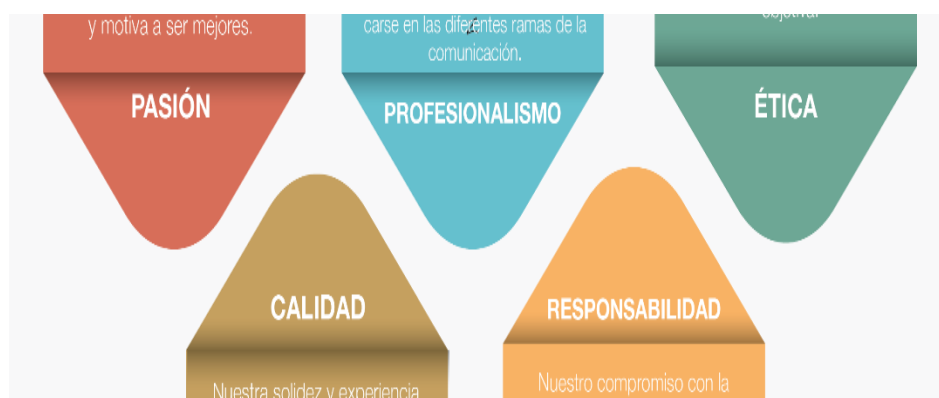 y motiva a ser mejores.
PASIÓN
carse en las diferentes ramas de la
comunicación.
PROFESIONALISMO
objetiva.
ÉTICA
CALIDAD
Nuestra solidez y experiencia
RESPONSABILIDAD
Nuestro compromiso con la